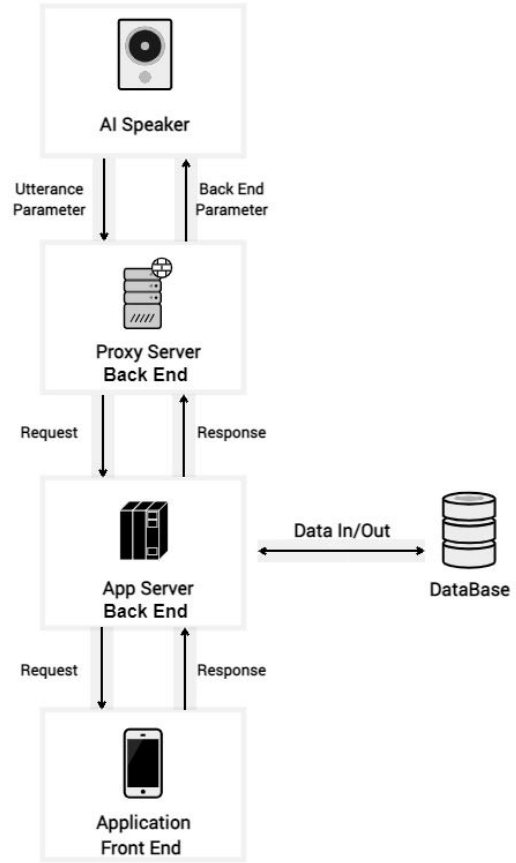 AI Speaker
Utterance
Parameter
Back End
Parameter
Proxy Server
Back End
Request
Response
App Server
Back End
Data In/Out
DataBase
Request
Response
Application
Front End